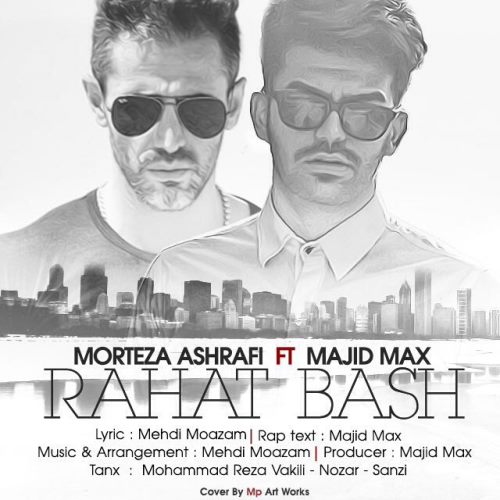 MORTEZA ASHRAFI FT MAJID MAX
RAHAT BASH
Lyric : Mehdi Moazam | Rap text : Majid Max
Music & Arrangement : Mehdi Moazam | Producer : Majid Max
Tanx : Mohammad Reza Vakili - Nozar - Sanzi
Cover By Mp Art Works